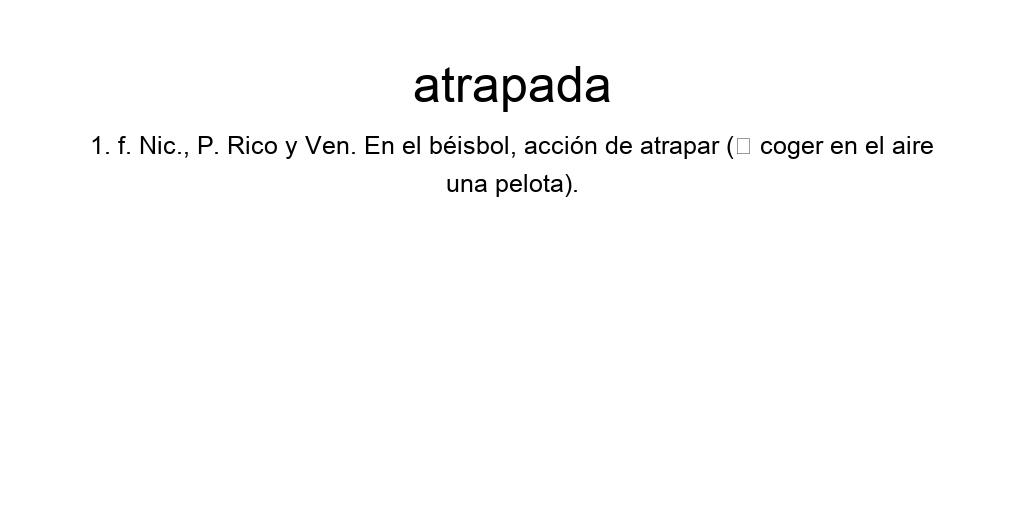 atrapada
1. f. Nic., P. Rico y Ven. En el béisbol, acción de atrapar (□ coger en el aire
una pelota).